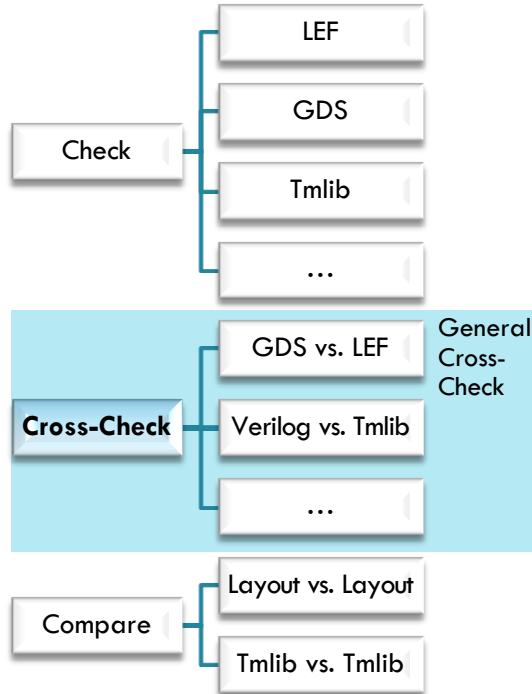 LEF
GDS
Check
Tmlib
…
GDS vs. LEF
General
Cross-
Check
Cross-Check
Verilog vs. Tmlib
…
Layout vs. Layout
Compare
Tmlib vs. Tmlib